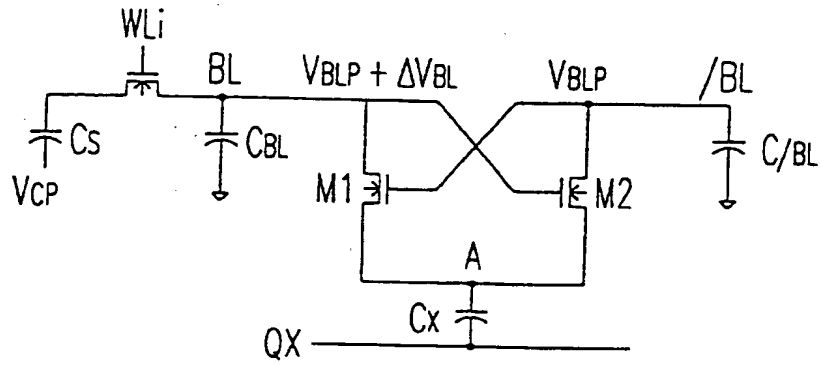 WLi
BL
VBLP + ΔVBL
VBLP
/BL
CS
CBL
C/BL
VCP
M1
M2
A
CX
QX